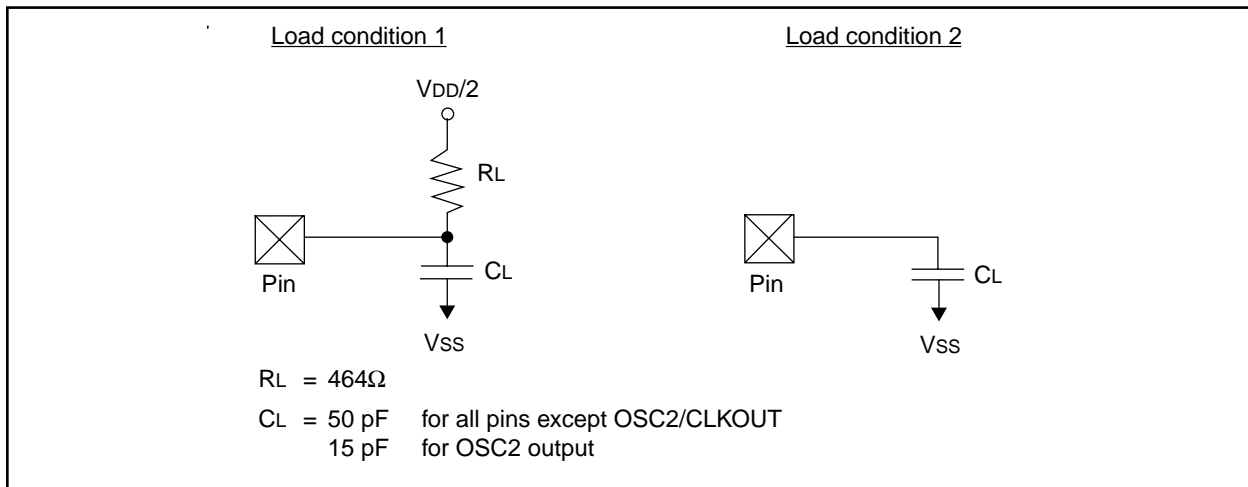 Load condition 1
Load condition 2
VDD/2
RL
Pin
CL
VSS
Pin
CL
VSS
RL = 464Ω
CL = 50 pF for all pins except OSC2/CLKOUT
15 pF for OSC2 output